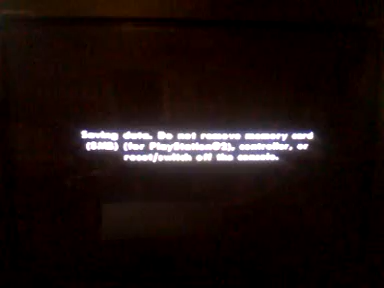 Saving data. Do not remove memory card
(8MB) (for PlayStation®2), controller, or
reset/switch off the console.